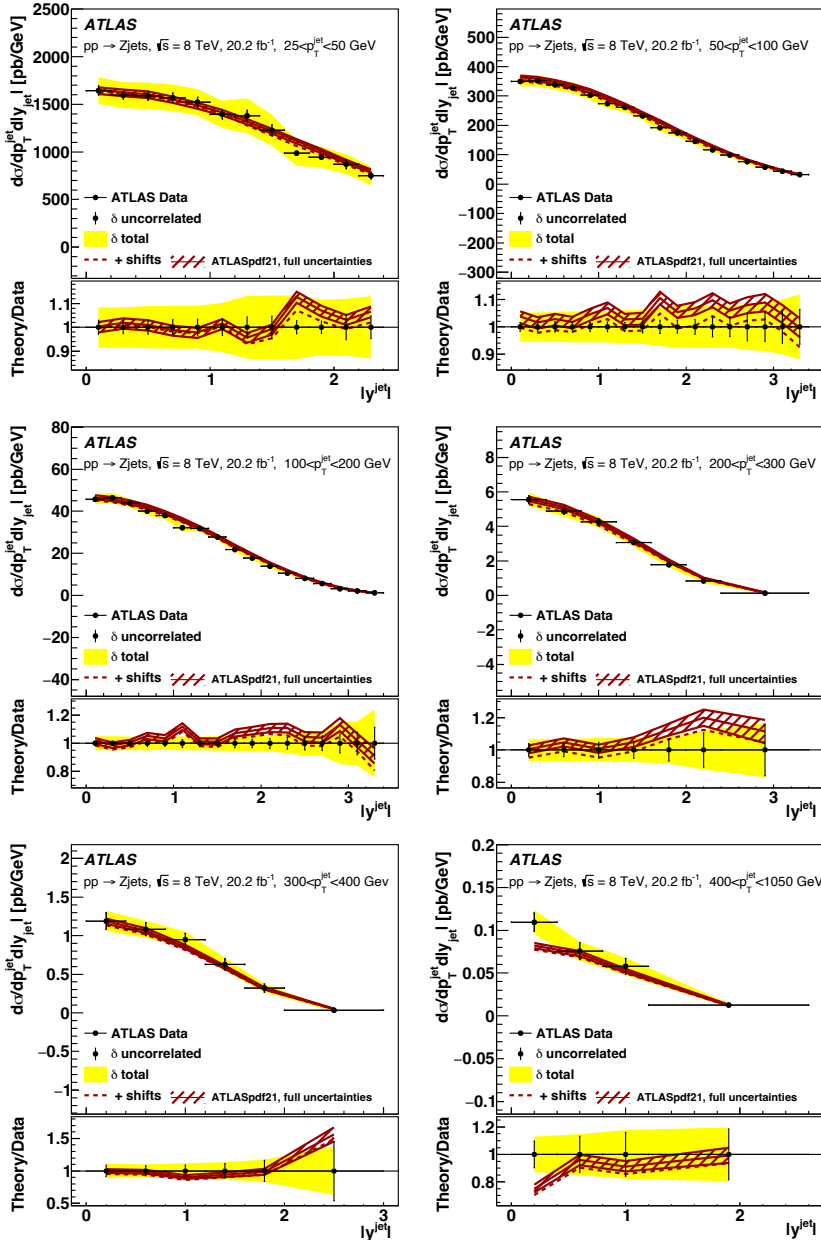 ATLAS
pp → Zjets, √s = 8 TeV, 20.2 fb⁻¹, 25<p_T^jet<50 GeV
dσ/dp_T^jet dly_jet l [pb/GeV]
2500
2000
1500
1000
500
0
ATLAS Data
δ uncorrelated
δ total
+ shifts
ATLASpdf21, full uncertainties
Theory/Data
1.1
1
0.9
0
1
2
ly^jet l
ATLAS
pp → Zjets, √s = 8 TeV, 20.2 fb⁻¹, 50<p_T^jet<100 GeV
dσ/dp_T^jet dly_jet l [pb/GeV]
500
400
300
200
100
0
−100
−200
−300
ATLAS Data
δ uncorrelated
δ total
+ shifts
ATLASpdf21, full uncertainties
Theory/Data
1.1
1
0.9
0
1
2
3
ly^jet l
ATLAS
pp → Zjets, √s = 8 TeV, 20.2 fb⁻¹, 100<p_T^jet<200 GeV
dσ/dp_T^jet dly_jet l [pb/GeV]
80
60
40
20
0
−20
−40
ATLAS Data
δ uncorrelated
δ total
+ shifts
ATLASpdf21, full uncertainties
Theory/Data
1.2
1
0.8
0
1
2
3
ly^jet l
ATLAS
pp → Zjets, √s = 8 TeV, 20.2 fb⁻¹, 200<p_T^jet<300 GeV
dσ/dp_T^jet dly_jet l [pb/GeV]
8
6
4
2
0
−2
−4
ATLAS Data
δ uncorrelated
δ total
+ shifts
ATLASpdf21, full uncertainties
Theory/Data
1.2
1
0.8
0
1
2
3
ly^jet l
ATLAS
pp → Zjets, √s = 8 TeV, 20.2 fb⁻¹, 300<p_T^jet<400 Gev
dσ/dp_T^jet dly_jet l [pb/GeV]
2
1.5
1
0.5
0
−0.5
−1
ATLAS Data
δ uncorrelated
δ total
+ shifts
ATLASpdf21, full uncertainties
Theory/Data
1.5
1
0.5
0
1
2
3
ly^jet l
ATLAS
pp → Zjets, √s = 8 TeV, 20.2 fb⁻¹, 400<p_T^jet<1050 GeV
dσ/dp_T^jet dly_jet l [pb/GeV]
0.2
0.15
0.1
0.05
0
−0.05
−0.1
ATLAS Data
δ uncorrelated
δ total
+ shifts
ATLASpdf21, full uncertainties
Theory/Data
1.2
1
0.8
0
1
2
ly^jet l